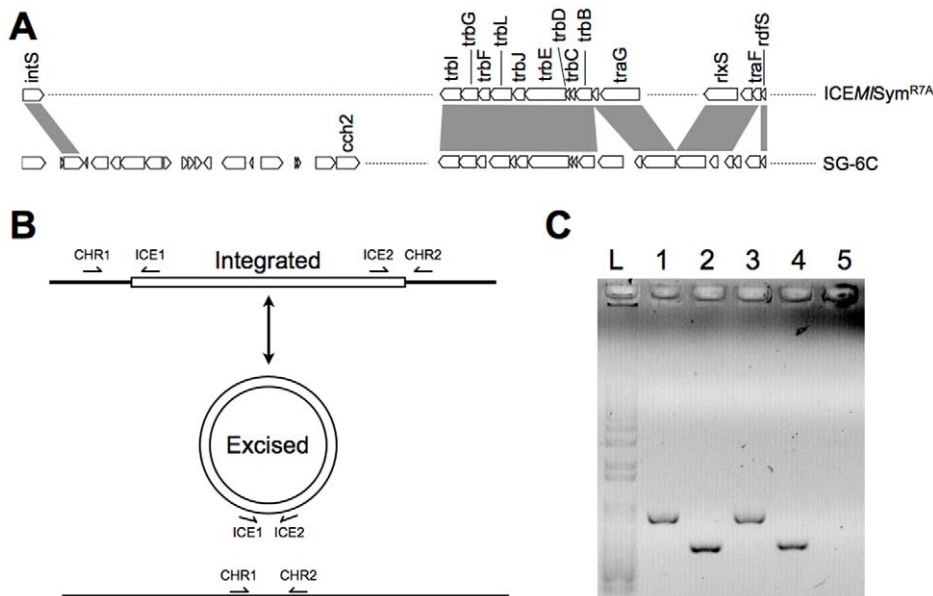 A
intS
trbI
trbG
trbF
trbL
trbJ
trbE
trbD
trbC
trbB
traG
rlxS
traF
rdfS
ICEMlSymR7A
cch2
SG-6C
B
CHR1
ICE1
Integrated
ICE2
CHR2
Excised
ICE1
ICE2
CHR1
CHR2
C
L 1 2 3 4 5